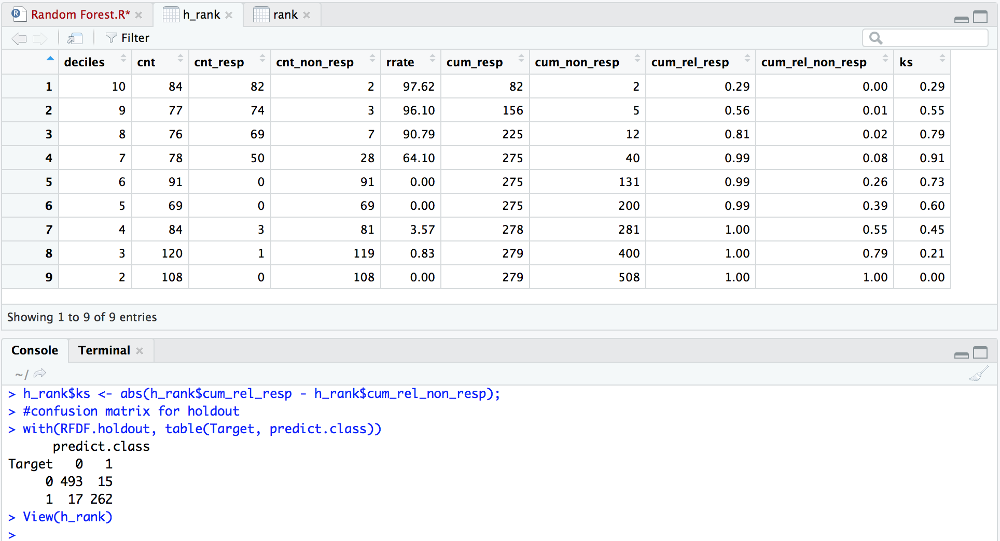 Random Forest.R* h_rank rank
Filter
deciles cnt cnt_resp cnt_non_resp rrate cum_resp cum_non_resp cum_rel_resp cum_rel_non_resp ks
1 10 84 82 2 97.62 82 2 0.29 0.00 0.29
2 9 77 74 3 96.10 156 5 0.56 0.01 0.55
3 8 76 69 7 90.79 225 12 0.81 0.02 0.79
4 7 78 50 28 64.10 275 40 0.99 0.08 0.91
5 6 91 0 91 0.00 275 131 0.99 0.26 0.73
6 5 69 0 69 0.00 275 200 0.99 0.39 0.60
7 4 84 3 81 3.57 278 281 1.00 0.55 0.45
8 3 120 1 119 0.83 279 400 1.00 0.79 0.21
9 2 108 0 108 0.00 279 508 1.00 1.00 0.00
Showing 1 to 9 of 9 entries
Console Terminal
~/
> h_rank$ks <- abs(h_rank$cum_rel_resp - h_rank$cum_rel_non_resp);
> #confusion matrix for holdout
> with(RFDF.holdout, table(Target, predict.class))
predict.class
Target 0 1
0 493 15
1 17 262
> View(h_rank)
>